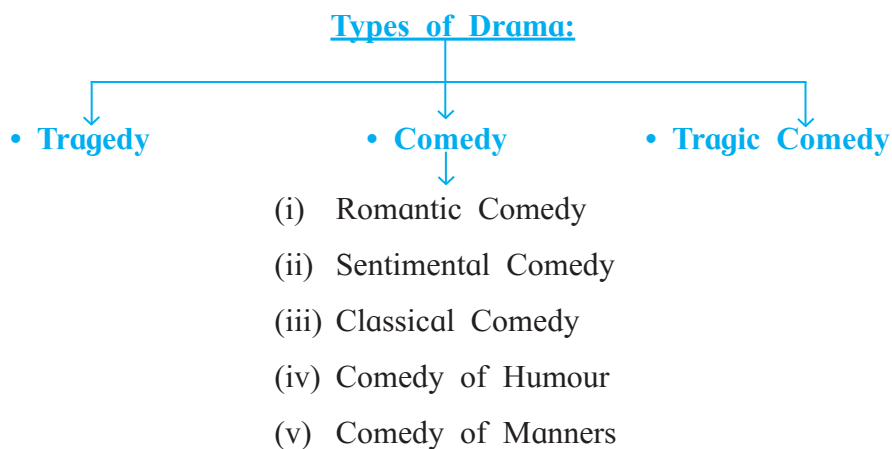 Types of Drama:
• Tragedy • Comedy • Tragic Comedy
(i) Romantic Comedy
(ii) Sentimental Comedy
(iii) Classical Comedy
(iv) Comedy of Humour
(v) Comedy of Manners